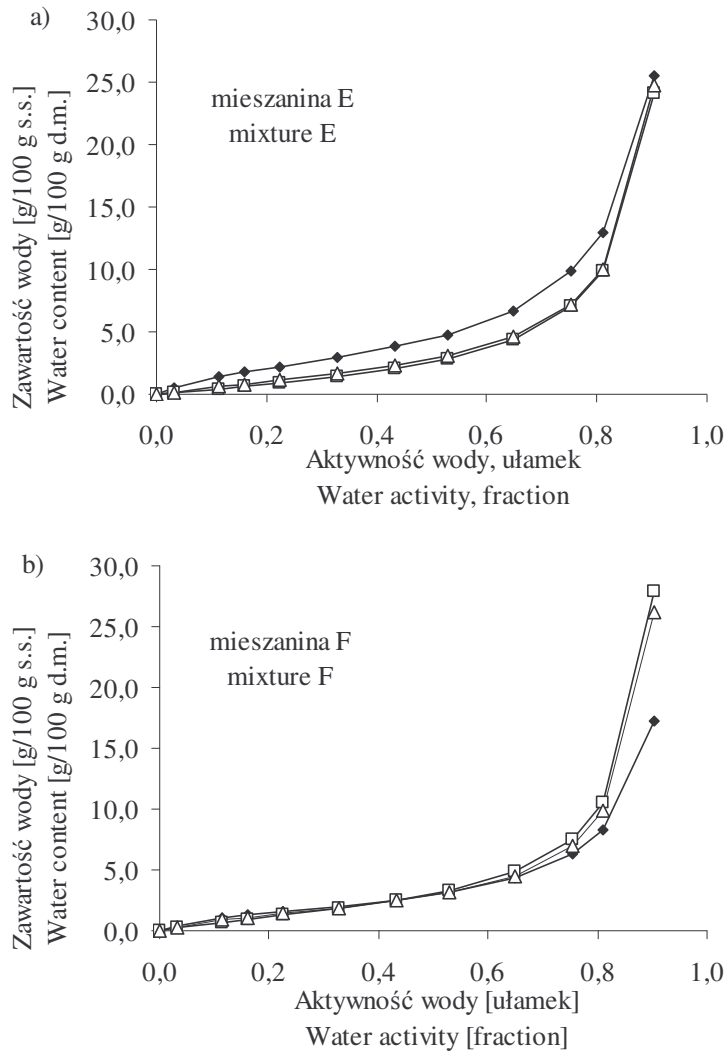 a)
Zawartość wody [g/100 g s.s.]
Water content [g/100 g d.m.]
30,0
25,0
20,0
15,0
10,0
5,0
0,0
mieszanina E
mixture E
0,0 0,2 0,4 0,6 0,8 1,0
Aktywność wody, ułamek
Water activity, fraction
b)
Zawartość wody [g/100 g s.s.]
Water content [g/100 g d.m.]
30,0
25,0
20,0
15,0
10,0
5,0
0,0
mieszanina F
mixture F
0,0 0,2 0,4 0,6 0,8 1,0
Aktywność wody [ułamek]
Water activity [fraction]